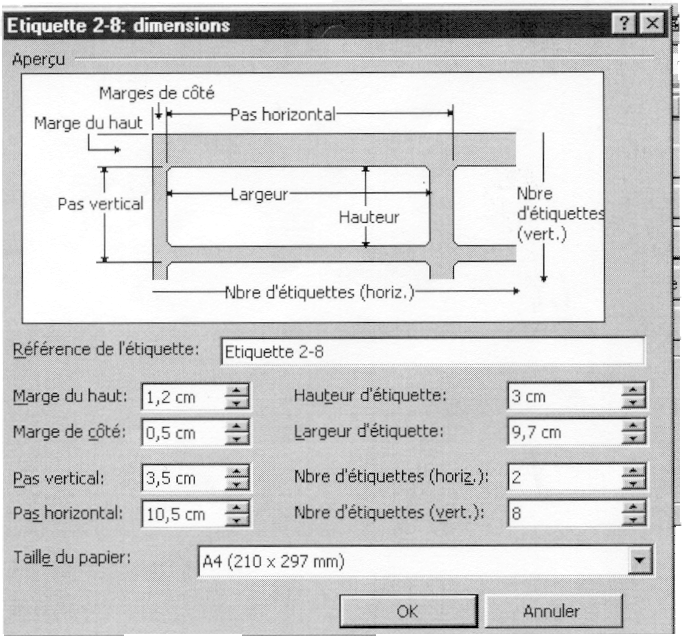 Etiquette 2-8: dimensions
Aperçu
Marges de côté
Pas horizontal
Marge du haut
Pas vertical
Largeur
Hauteur
Nbre
d'étiquettes
(vert.)
Nbre d'étiquettes (horiz.)
Référence de l'étiquette: Etiquette 2-8
Marge du haut: 1,2 cm Hauteur d'étiquette: 3 cm
Marge de côté: 0,5 cm Largeur d'étiquette: 9,7 cm
Pas vertical: 3,5 cm Nbre d'étiquettes (horiz.): 2
Pas horizontal: 10,5 cm Nbre d'étiquettes (vert.): 8
Taille du papier: A4 (210 x 297 mm)
OK Annuler